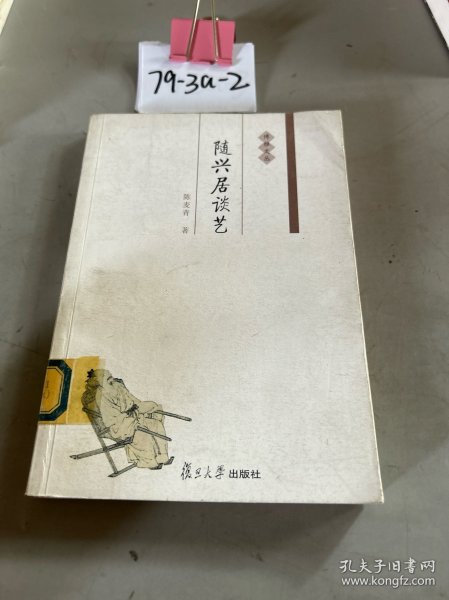 79-3a-2
随兴居谈艺
陈麦青 著
復旦大學出版社
孔夫子旧书网
www.kongfz.com